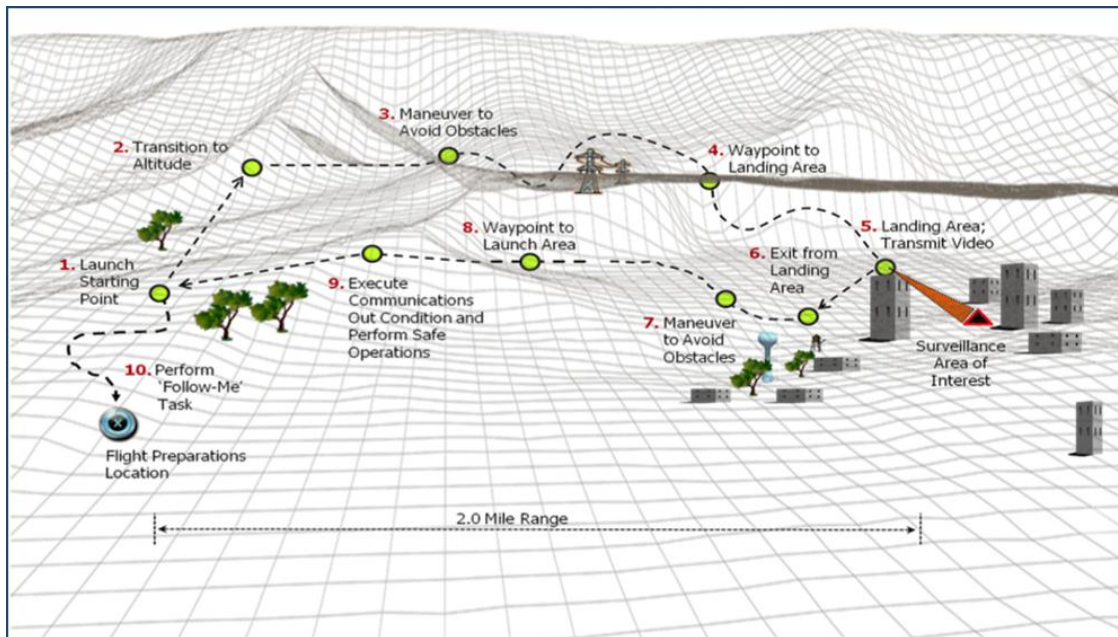 1. Launch
Starting
Point
2. Transition to
Altitude
3. Maneuver to
Avoid Obstacles
4. Waypoint to
Landing Area
5. Landing Area;
Transmit Video
6. Exit from
Landing
Area
7. Maneuver
to Avoid
Obstacles
8. Waypoint to
Launch Area
9. Execute
Communications
Out Condition and
Perform Safe
Operations
10. Perform
'Follow-Me'
Task
X
Flight Preparations
Location
Surveillance
Area of
Interest
2.0 Mile Range